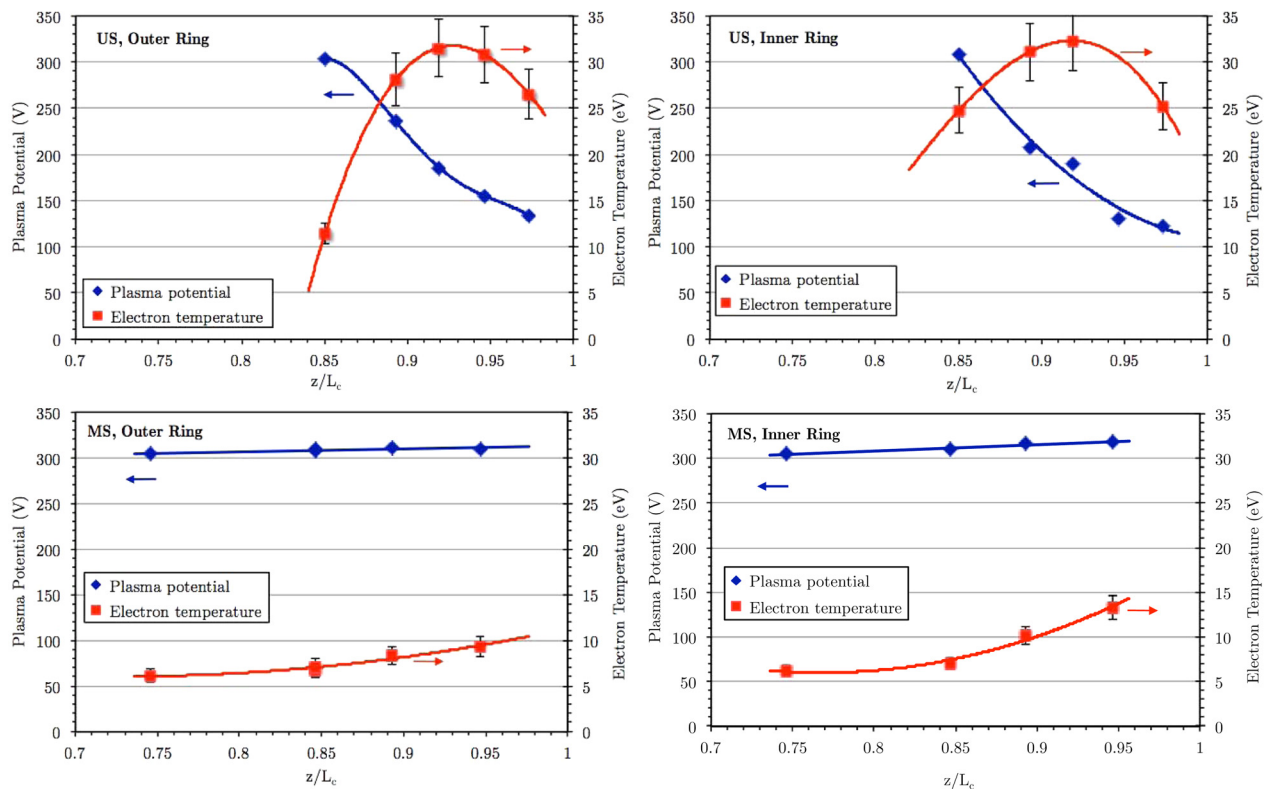 US, Outer Ring
Plasma Potential (V)
350
300
250
200
150
100
50
0
35
30
25
20
15
10
5
0
Electron Temperature (eV)
Plasma potential
Electron temperature
0.7 0.75 0.8 0.85 0.9 0.95 1
z/Lc
US, Inner Ring
Plasma Potential (V)
350
300
250
200
150
100
50
0
35
30
25
20
15
10
5
0
Electron Temperature (eV)
Plasma potential
Electron temperature
0.7 0.75 0.8 0.85 0.9 0.95 1
z/Lc
MS, Outer Ring
Plasma Potential (V)
350
300
250
200
150
100
50
0
35
30
25
20
15
10
5
0
Electron Temperature (eV)
Plasma potential
Electron temperature
0.7 0.75 0.8 0.85 0.9 0.95 1
z/Lc
MS, Inner Ring
Plasma Potential (V)
350
300
250
200
150
100
50
0
35
30
25
20
15
10
5
0
Electron Temperature (eV)
Plasma potential
Electron temperature
0.7 0.75 0.8 0.85 0.9 0.95 1
z/Lc